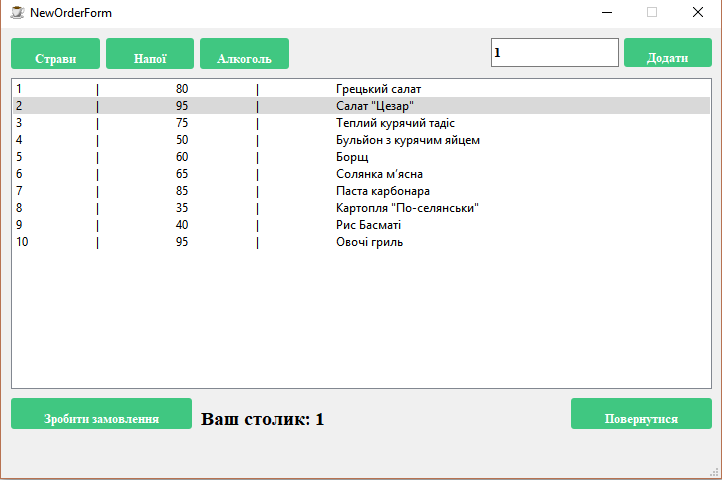 NewOrderForm
Страви Напої Алкоголь 1 Додати
1 | 80 | Грецький салат
2 | 95 | Салат "Цезар"
3 | 75 | Теплий курячий тадіс
4 | 50 | Бульйон з курячим яйцем
5 | 60 | Борщ
6 | 65 | Солянка м'ясна
7 | 85 | Паста карбонара
8 | 35 | Картопля "По-селянськи"
9 | 40 | Рис Басматі
10 | 95 | Овочі гриль
Зробити замовлення Ваш столик: 1 Повернутися